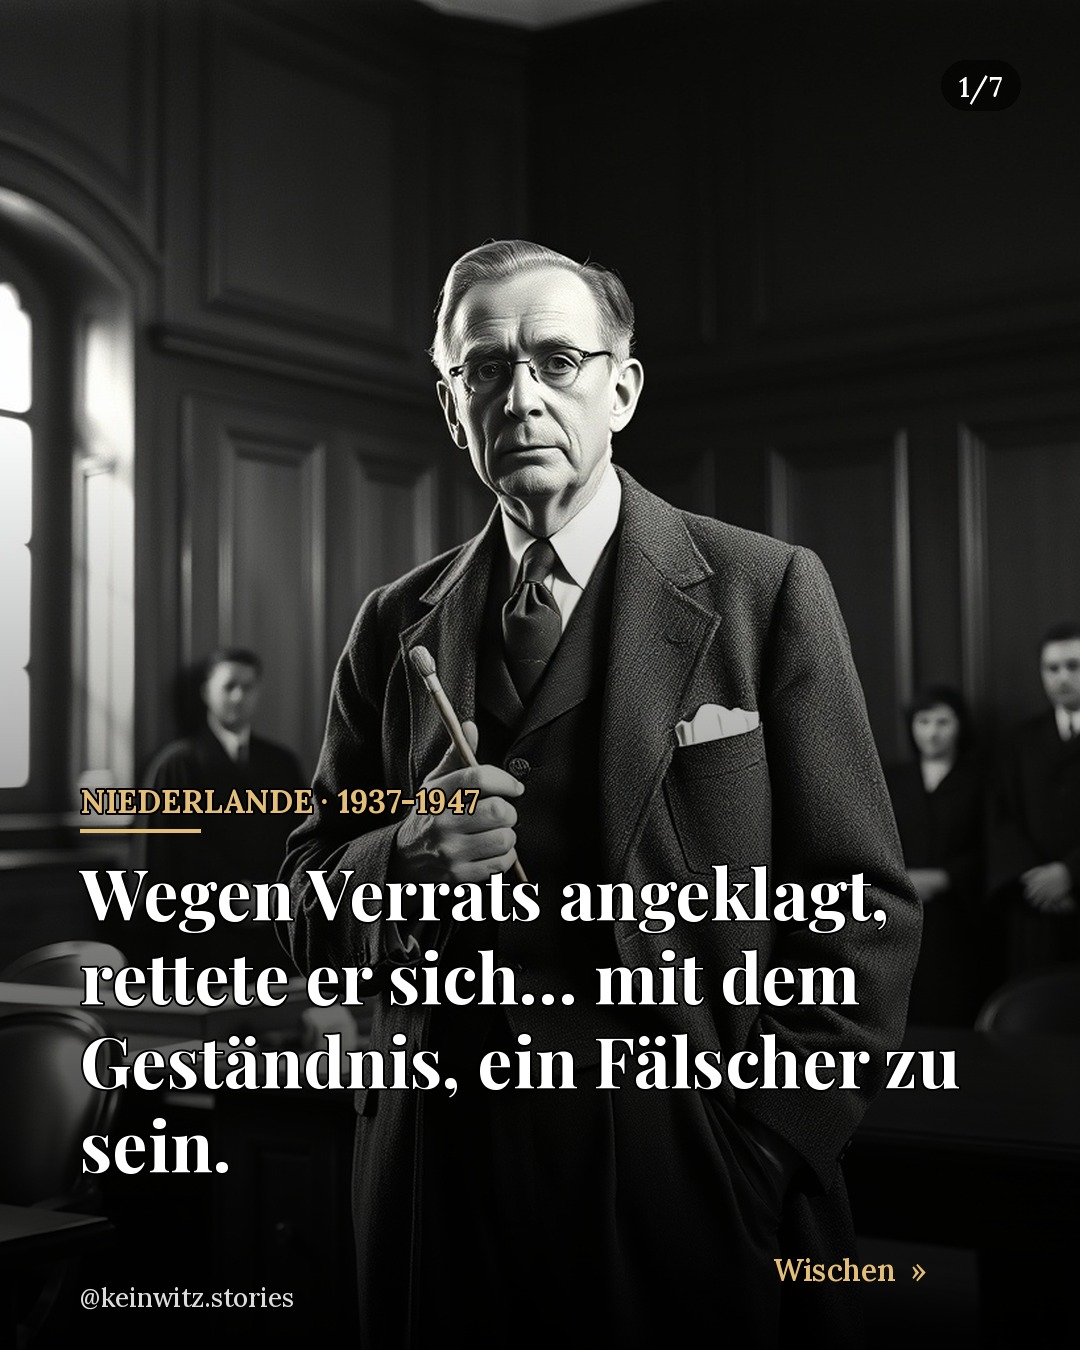 1/7
NIEDERLANDE · 1937–1947
Wegen Verrats angeklagt,
rettete er sich… mit dem
Geständnis, ein Fälscher zu
sein.
Wischen »
@keinwitz.stories